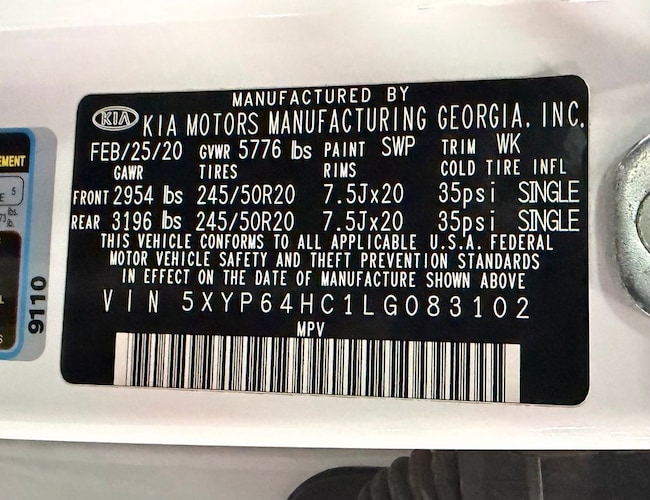 MANUFACTURED BY
KIA KIA MOTORS MANUFACTURING GEORGIA, INC.
FEB/25/20 GVWR 5776 lbs PAINT SWP TRIM WK
GAWR TIRES RIMS COLD TIRE INFL
FRONT 2954 lbs 245/50R20 7.5Jx20 35psi SINGLE
REAR 3196 lbs 245/50R20 7.5Jx20 35psi SINGLE
THIS VEHICLE CONFORMS TO ALL APPLICABLE U.S.A. FEDERAL
MOTOR VEHICLE SAFETY AND THEFT PREVENTION STANDARDS
IN EFFECT ON THE DATE OF MANUFACTURE SHOWN ABOVE
VIN 5XYP64HC1LG083102
MPV
9110